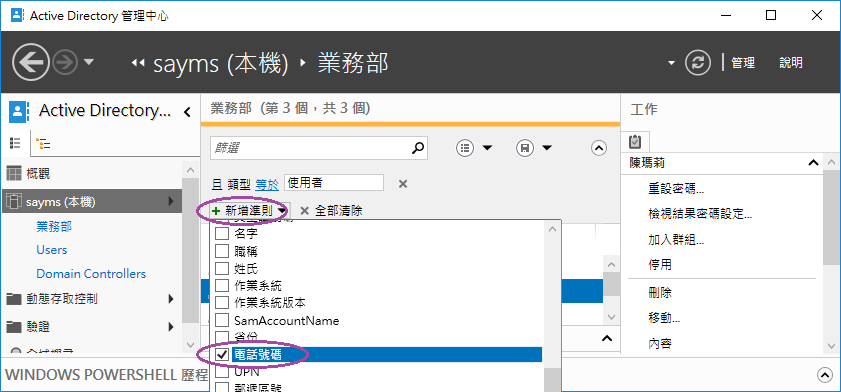 Active Directory 管理中心
sayms (本機) 業務部
管理 說明
Active Directory...
概觀
sayms (本機)
業務部
Users
Domain Controllers
動態存取控制
驗證
全域搜尋
業務部 (第 3 個，共 3 個)
篩選
且 類型 等於 使用者
新增準則 全部清除
名字
職稱
姓氏
作業系統
作業系統版本
SamAccountName
省份
電話號碼
UPN
郵遞區號
工作
陳瑪莉
重設密碼...
檢視結果密碼設定...
加入群組...
停用
刪除
移動...
內容
WINDOWS POWERSHELL 歷程